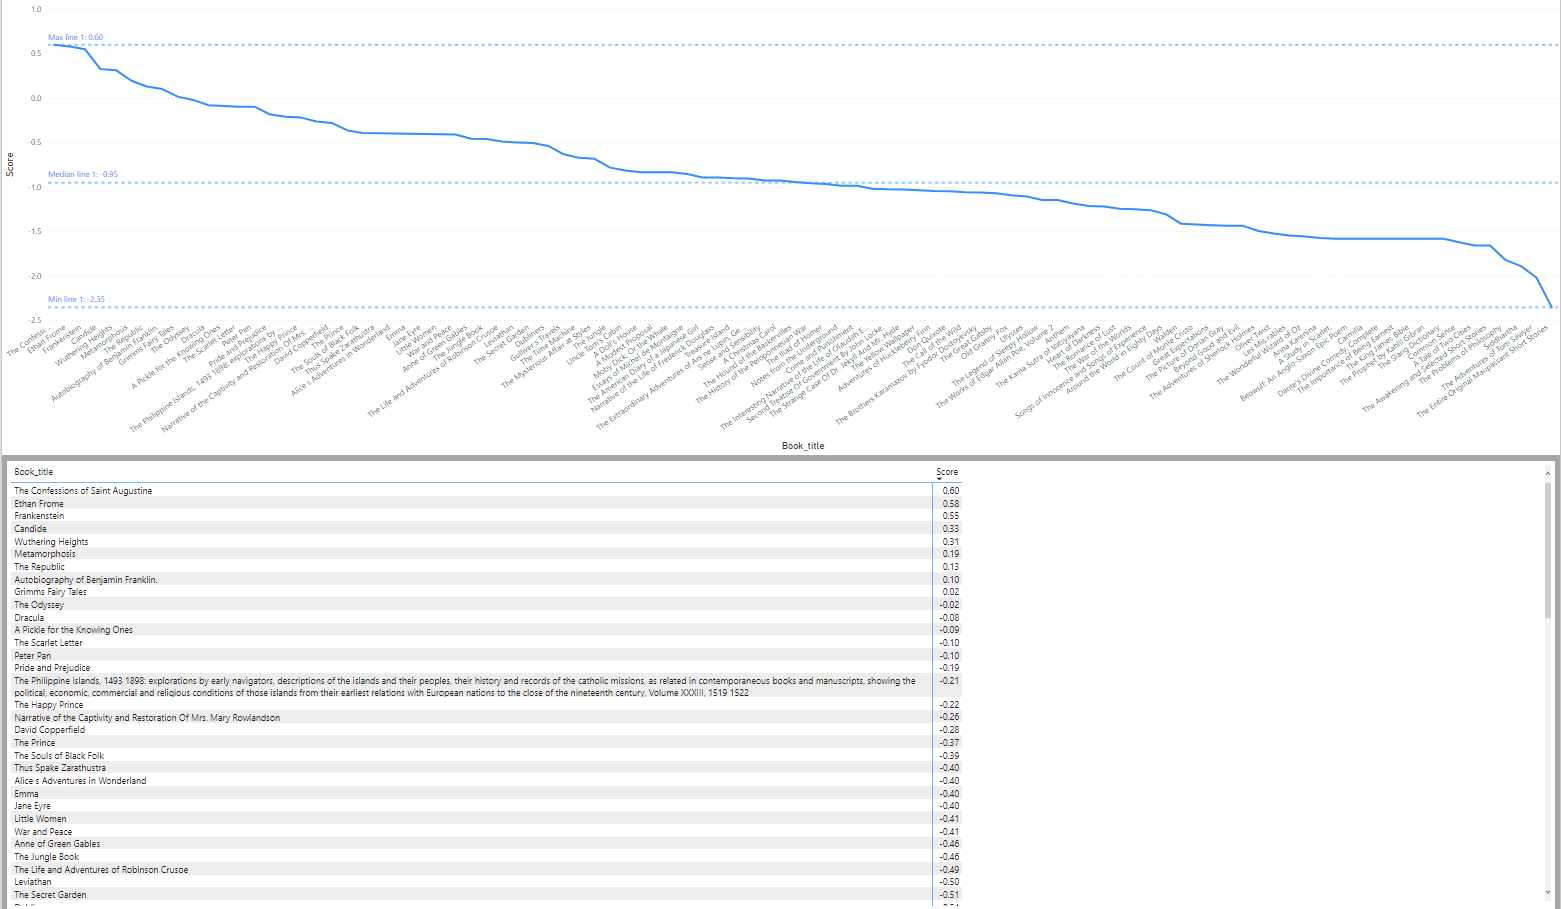 1.0
Max line 1: 0.60
0.5
0.0
-0.5
Score
Median line 1: -0.95
-1.0
-1.5
-2.0
Min line 1: -2.35
-2.5
The Confessi...
Ethan Frome
Frankenstein
Candide
Wuthering Heights
Metamorphosis
The Republic
Autobiography of Benjamin Franklin.
Grimms Fairy Tales
The Odyssey
Dracula
A Pickle for the Knowing Ones
The Scarlet Letter
Peter Pan
Pride and Prejudice
The Philippine Islands, 1493 1898: explorations by ...
The Happy Prince
Narrative of the Captivity and Restoration Of Mrs. ...
David Copperfield
The Prince
The Souls of Black Folk
Thus Spake Zarathustra
Alice s Adventures in Wonderland
Emma
Jane Eyre
Little Women
War and Peace
Anne of Green Gables
The Jungle Book
The Life and Adventures of Robinson Crusoe
Leviathan
The Secret Garden
Dubliners
Gulliver s Travels
The Time Machine
The Mysterious Affair at Styles
The Jungle
Uncle Tom's Cabin
A Doll's House
A Modest Proposal
Moby Dick; Or the Whale
Essays of Michel de Montaigne
The American Diary of a Japanese Girl
Narrative of the Life of Frederick Douglass
Treasure Island
The Extraordinary Adventures of Ars ne Lupin, Ge...
Sense and Sensibility
A Christmas Carol
The Hound of the Baskervilles
The History of the Peloponnesian War
The Iliad of Homer
Notes from the Underground
The Interesting Narrative of the Life of Olaudah E...
Crime and Punishment
Second Treatise Of Government By John Locke
The Strange Case Of Dr. Jekyll And Mr. Hyde
The Yellow Wallpaper
Adventures of Huckleberry Finn
Don Quixote
The Call of the Wild
The Brothers Karamazov by Fyodor Dostoyevsky
The Great Gatsby
Old Granny Fox
Ulysses
The Legend of Sleepy Hollow
The Works of Edgar Allan Poe, Volume 2
Anthem
The Kama Sutra of Vatsyayana
Heart of Darkness
The Romance of Lust
The War of the Worlds
Songs of Innocence and Songs of Experience
Around the World in Eighty Days
Walden
The Count of Monte Cristo
Great Expectations
The Picture of Dorian Gray
Beyond Good and Evil
The Adventures of Sherlock Holmes
Oliver Twist
Les Mis rables
The Wonderful Wizard of Oz
Anna Karenina
A Study in Scarlet
Beowulf: An Anglo-Saxon Epic Poem
Carmilla
Dante's Divine Comedy, Complete
The Importance of Being Earnest
The King James Bible
The Prophet by Kahlil Gibran
The Slang Dictionary
Common Sense
A Tale of Two Cities
The Awakening and Selected Short Stories
The Problems of Philosophy
Siddhartha
The Adventures of Tom Sawyer
The Entire Original Maupassant Short Stories
Book_title
Book_title Score
The Confessions of Saint Augustine 0.60
Ethan Frome 0.58
Frankenstein 0.55
Candide 0.33
Wuthering Heights 0.31
Metamorphosis 0.19
The Republic 0.13
Autobiography of Benjamin Franklin. 0.10
Grimms Fairy Tales 0.02
The Odyssey -0.02
Dracula -0.08
A Pickle for the Knowing Ones -0.09
The Scarlet Letter -0.10
Peter Pan -0.10
Pride and Prejudice -0.19
The Philippine Islands, 1493 1898: explorations by early navigators, descriptions of the islands and their peoples, their history and records of the catholic missions, as related in contemporaneous books and manuscripts, showing the -0.21
political, economic, commercial and religious conditions of those islands from their earliest relations with European nations to the close of the nineteenth century, Volume XXXIII, 1519 1522
The Happy Prince -0.22
Narrative of the Captivity and Restoration Of Mrs. Mary Rowlandson -0.26
David Copperfield -0.28
The Prince -0.37
The Souls of Black Folk -0.39
Thus Spake Zarathustra -0.40
Alice s Adventures in Wonderland -0.40
Emma -0.40
Jane Eyre -0.40
Little Women -0.41
War and Peace -0.41
Anne of Green Gables -0.46
The Jungle Book -0.46
The Life and Adventures of Robinson Crusoe -0.49
Leviathan -0.50
The Secret Garden -0.51